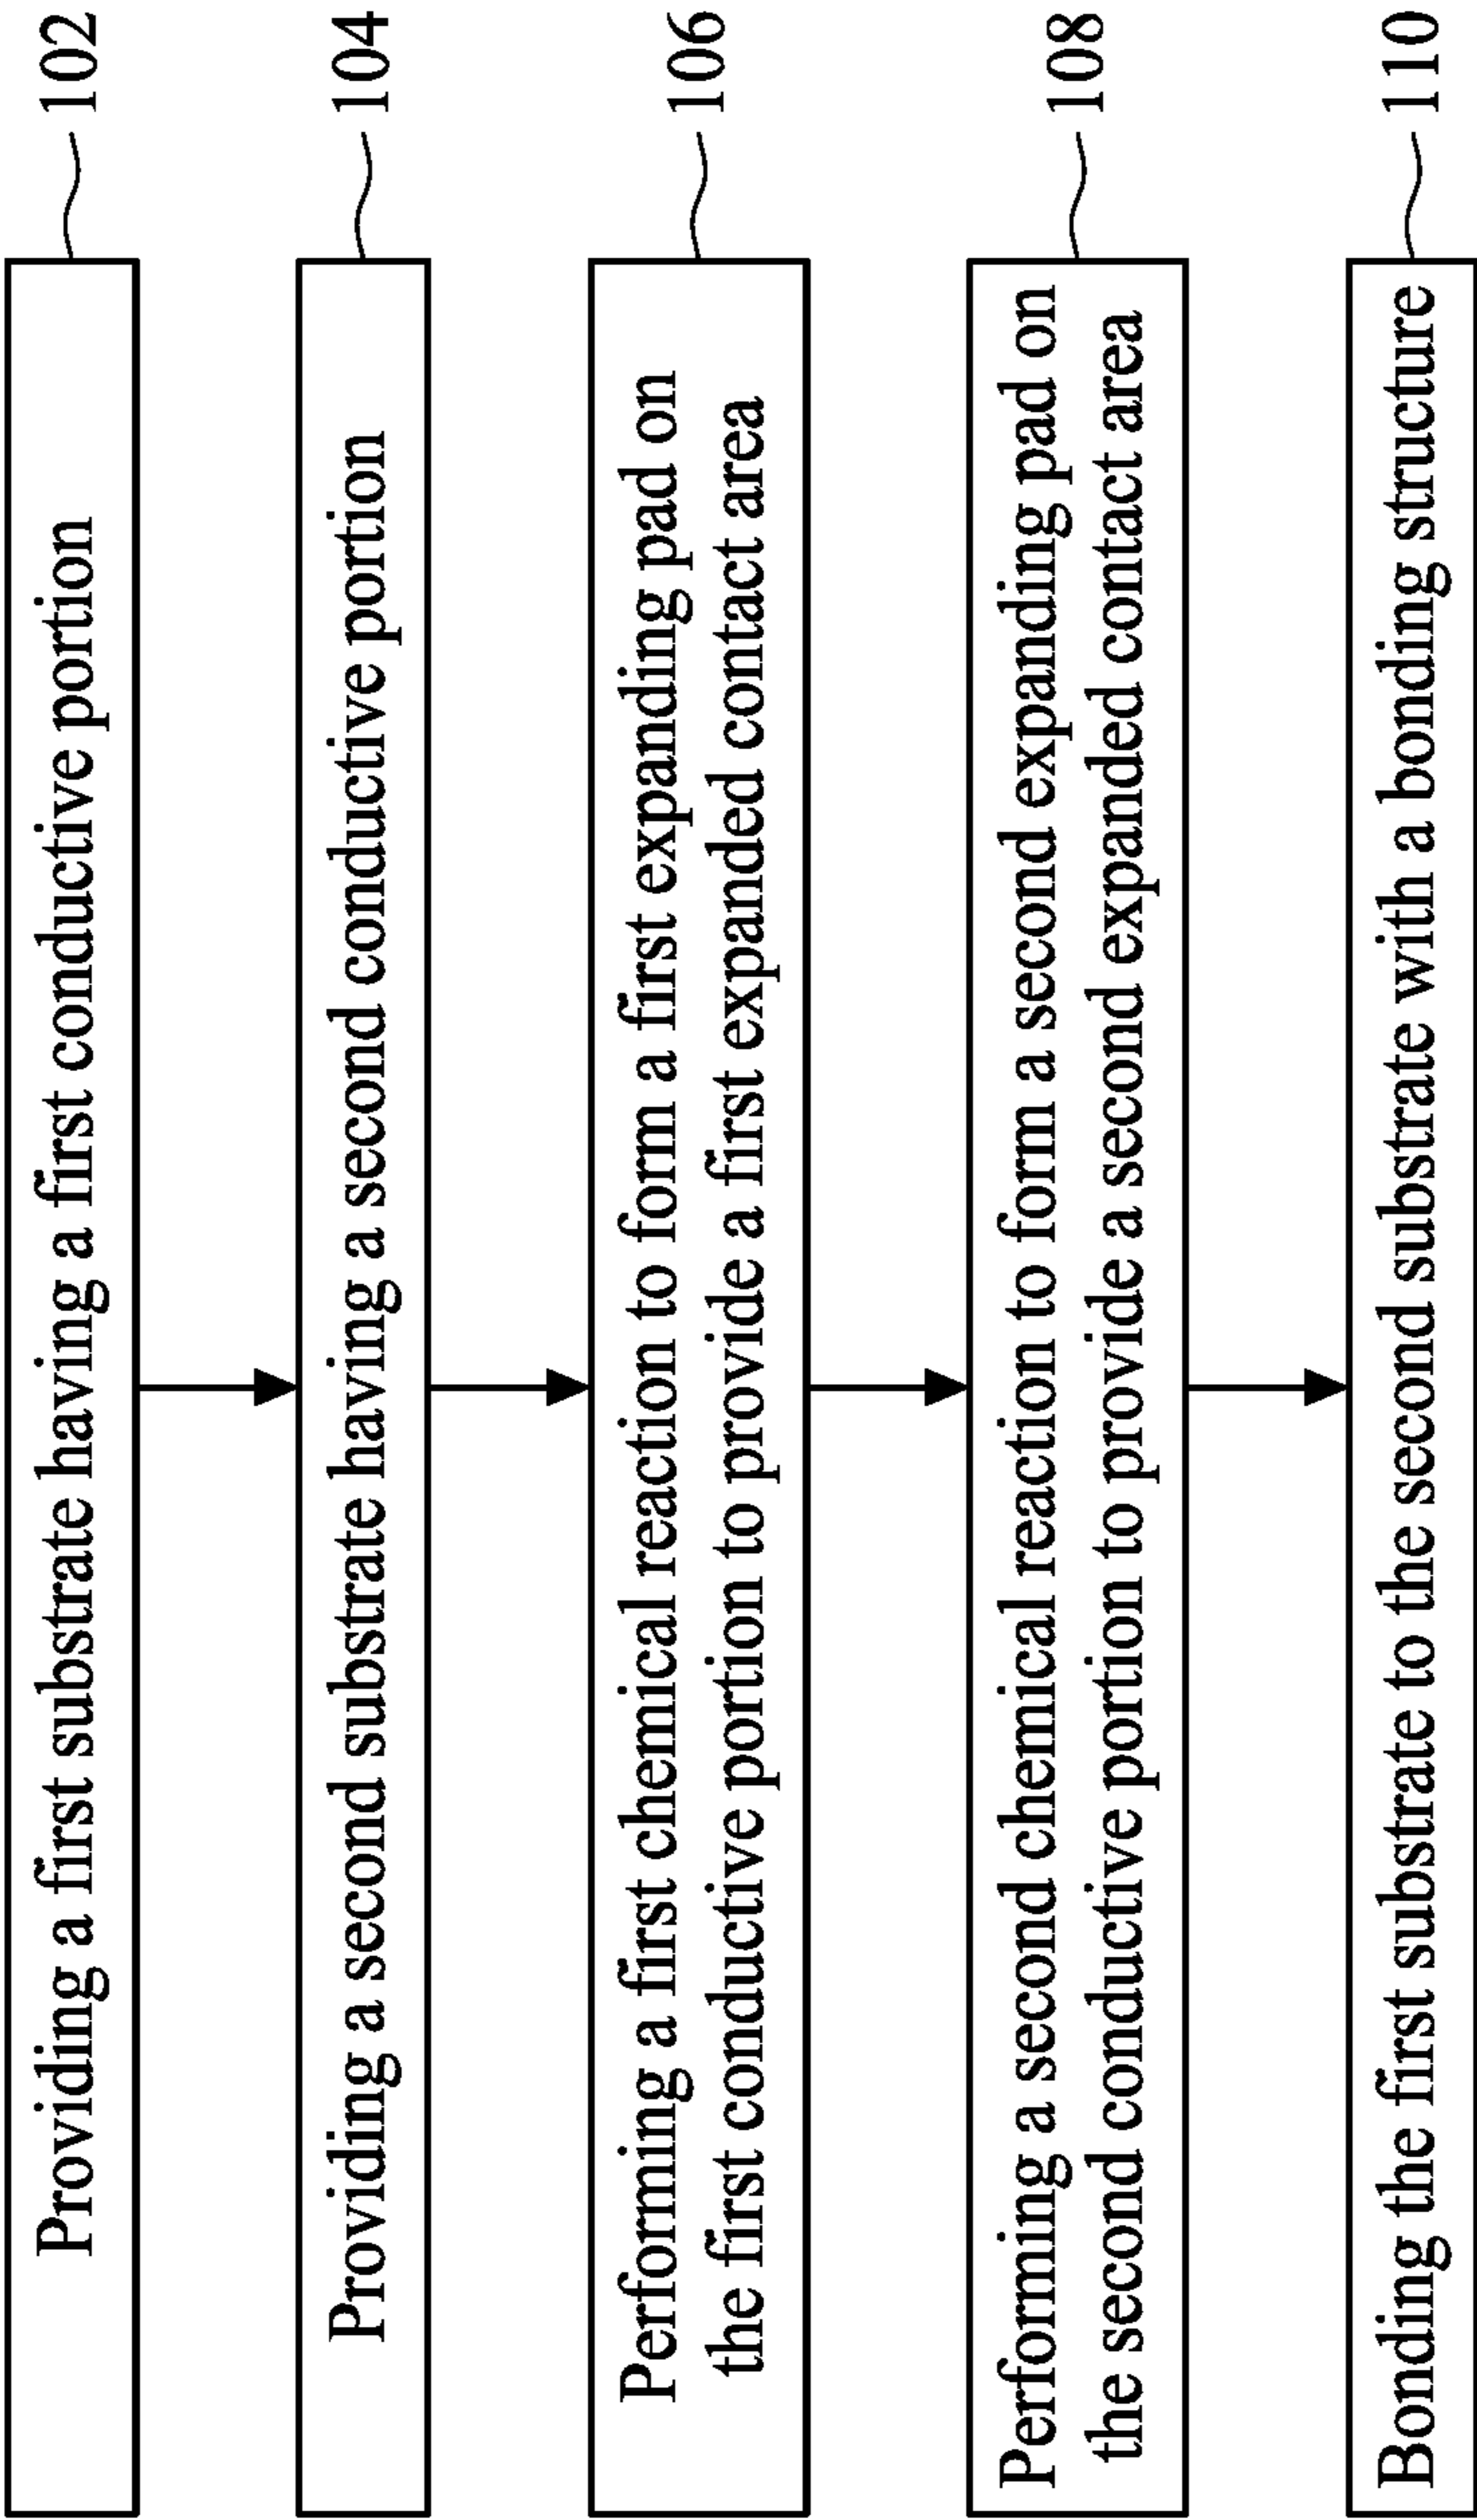 Providing a first substrate having a first conductive portion
102
Providing a second substrate having a second conductive portion
104
Performing a first chemical reaction to form a first expanding pad on
the first conductive portion to provide a first expanded contact area
106
Performing a second chemical reaction to form a second expanding pad on
the second conductive portion to provide a second expanded contact area
108
Bonding the first substrate to the second substrate with a bonding structure
110